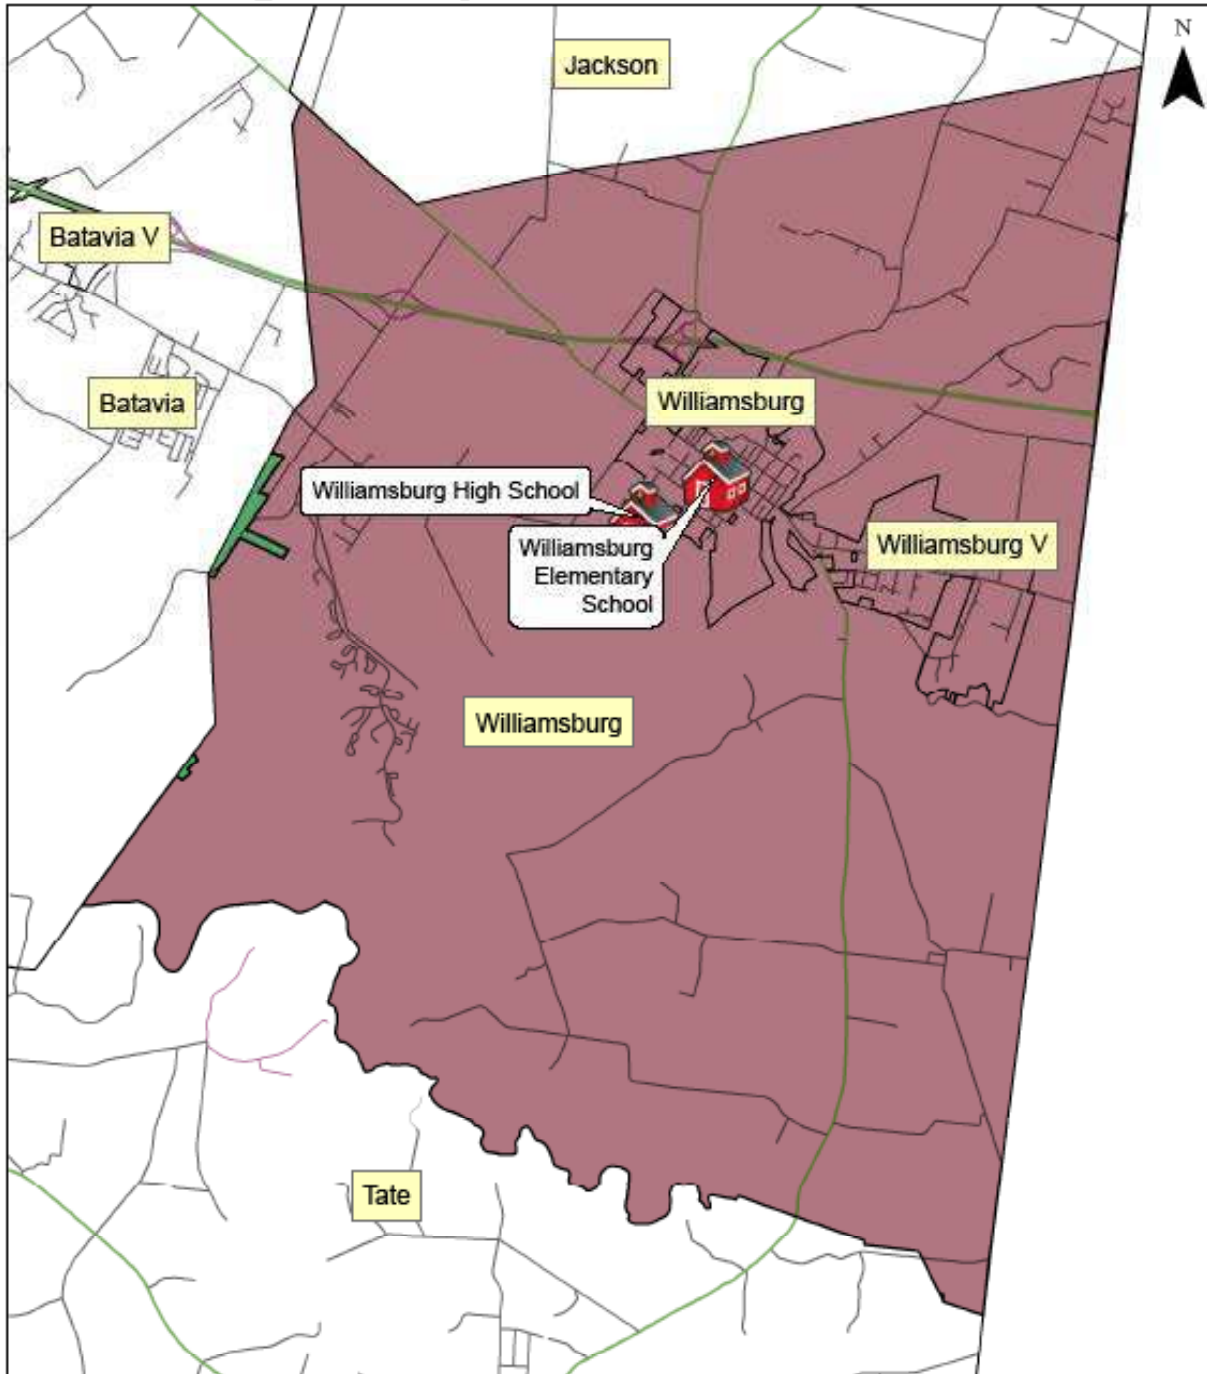 N
Jackson
Batavia V
Batavia
Williamsburg
Williamsburg High School
Williamsburg
Elementary
School
Williamsburg V
Williamsburg
Tate